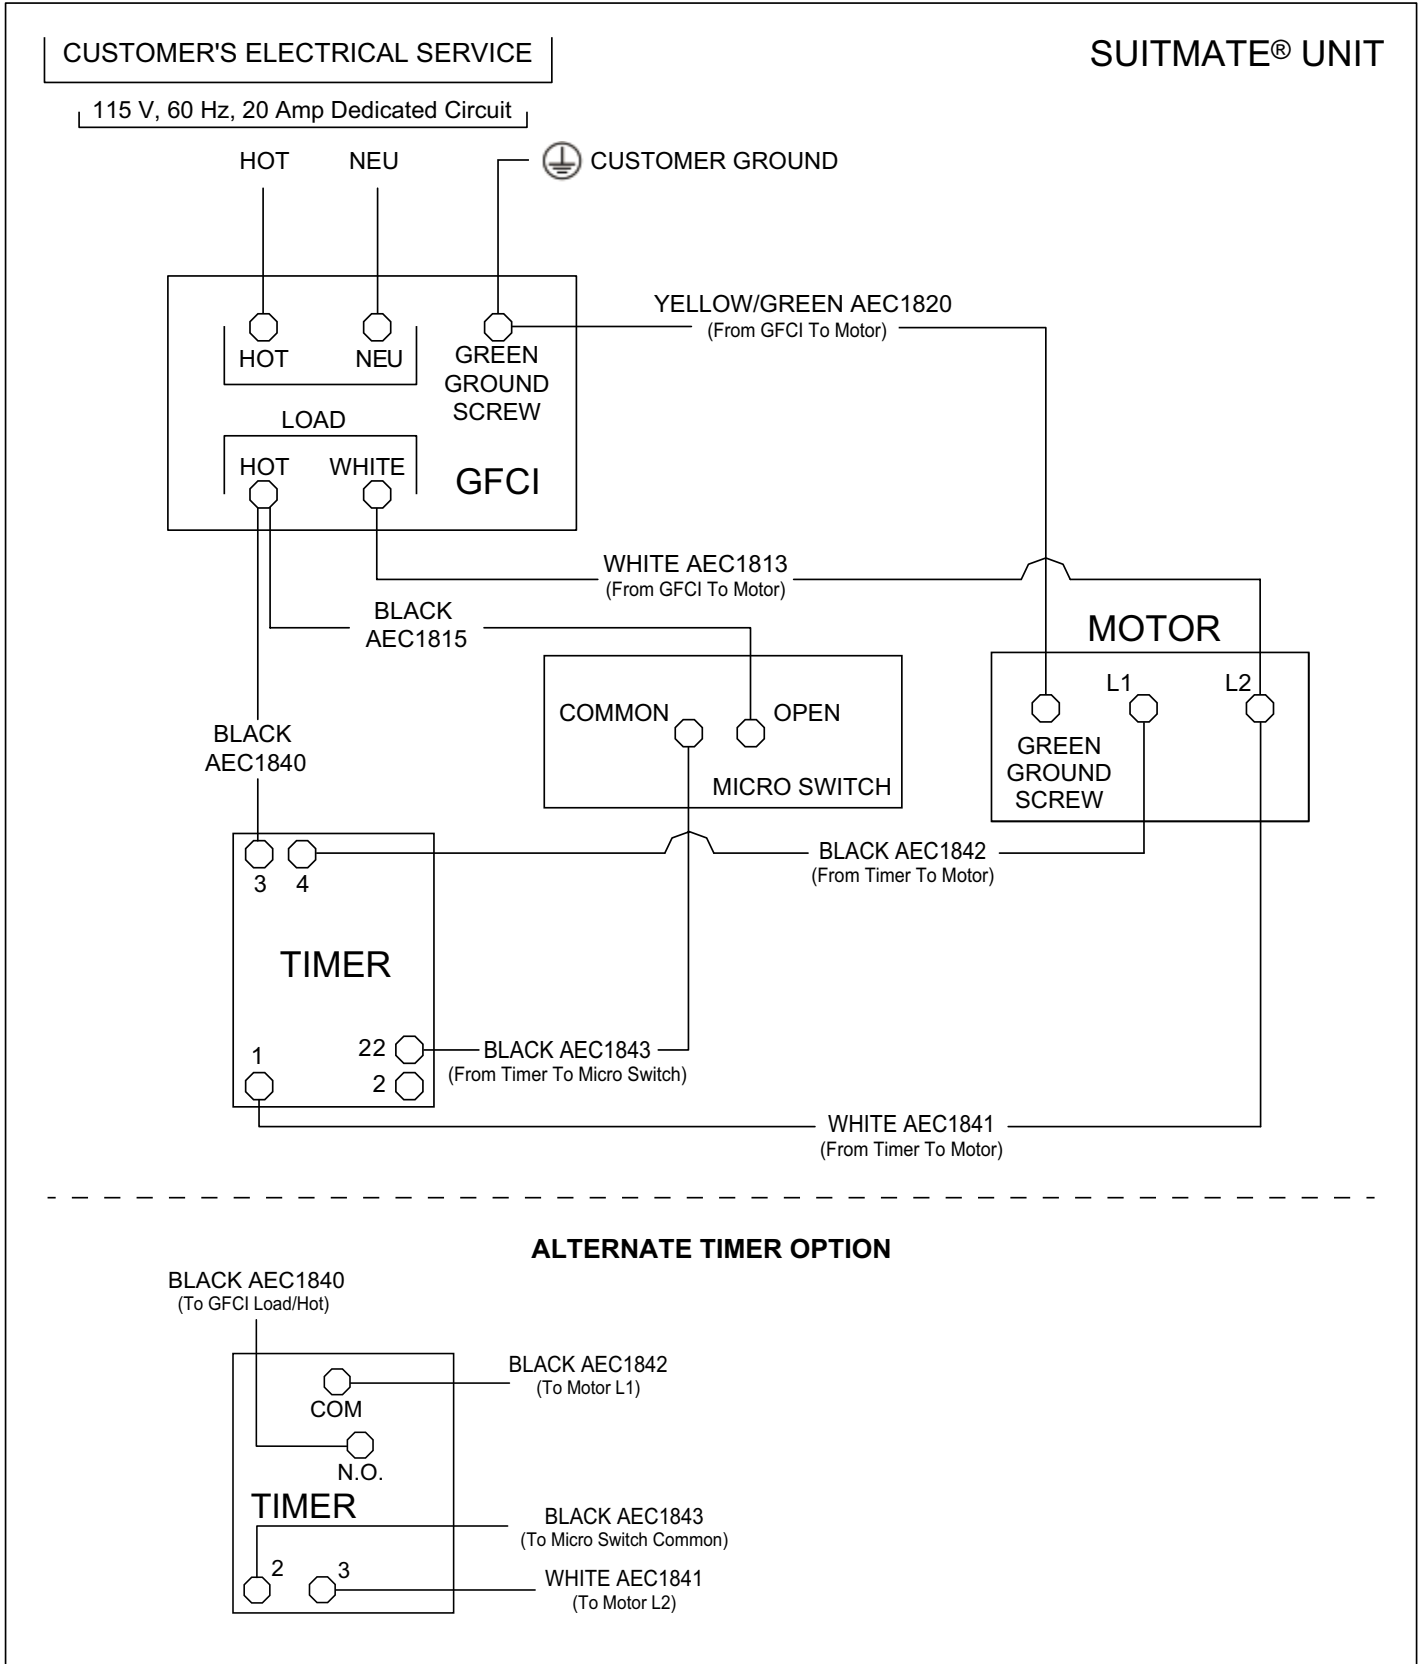 CUSTOMER'S ELECTRICAL SERVICE
SUITMATE® UNIT
115 V, 60 Hz, 20 Amp Dedicated Circuit
HOT
NEU
CUSTOMER GROUND
YELLOW/GREEN AEC1820
(From GFCI To Motor)
HOT
NEU
GREEN
GROUND
SCREW
LOAD
HOT
WHITE
GFCI
WHITE AEC1813
(From GFCI To Motor)
BLACK
AEC1815
MOTOR
L1
L2
COMMON
OPEN
MICRO SWITCH
GREEN
GROUND
SCREW
BLACK
AEC1840
BLACK AEC1842
(From Timer To Motor)
3
4
TIMER
1
22
2
BLACK AEC1843
(From Timer To Micro Switch)
WHITE AEC1841
(From Timer To Motor)
ALTERNATE TIMER OPTION
BLACK AEC1840
(To GFCI Load/Hot)
BLACK AEC1842
(To Motor L1)
COM
N.O.
TIMER
BLACK AEC1843
(To Micro Switch Common)
2
3
WHITE AEC1841
(To Motor L2)